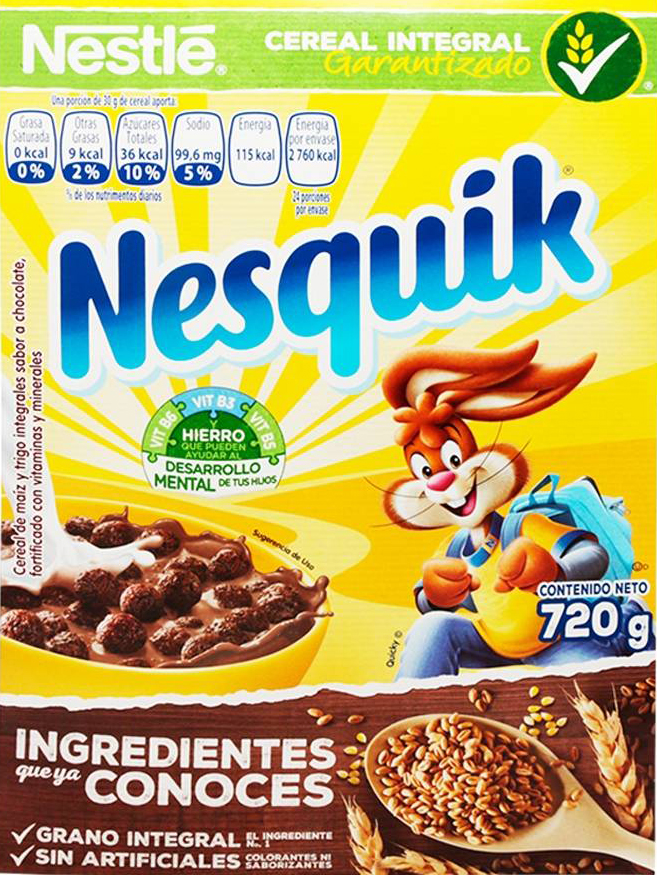 Nestlé®
CEREAL INTEGRAL
Garantizado
®
Una porción de 30 g de cereal aporta:
Grasa Saturada 0 kcal 0 %
Otras Grasas 9 kcal 2 %
Azúcares Totales 36 kcal 10 %
Sodio 99,6 mg 5 %
Energía 115 kcal
Energía por envase 2 760 kcal
% de los nutrimentos diarios
24 porciones
por envase
Nesquik®
Cereal de maíz y trigo integrales sabor a chocolate,
fortificado con vitaminas y minerales
VIT B6 VIT B3 VIT B5
Y
HIERRO
QUE PUEDEN
AYUDAR AL
DESARROLLO
MENTAL DE TUS HIJOS
Sugerencia de Uso
Quicky ©
CONTENIDO NETO
720 g
INGREDIENTES
que ya CONOCES
GRANO INTEGRAL EL INGREDIENTE No. 1
SIN ARTIFICIALES COLORANTES NI SABORIZANTES